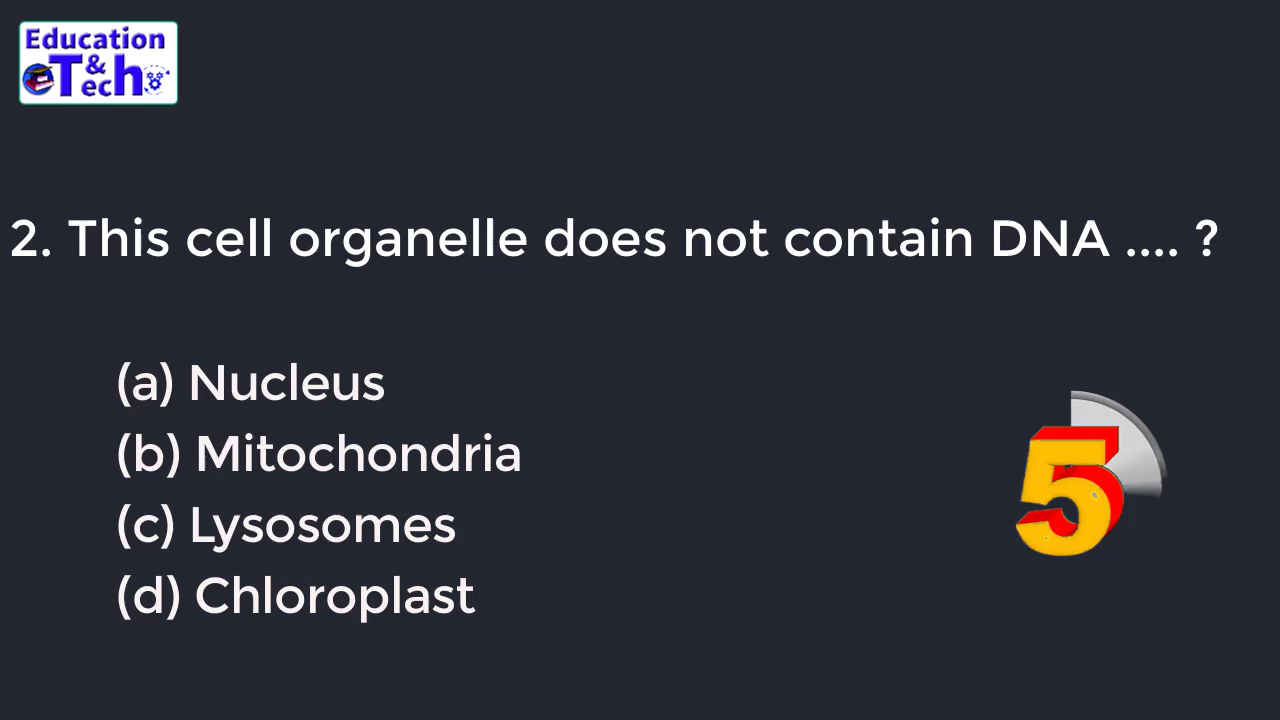 Education
&
Tech
2. This cell organelle does not contain DNA .... ?
(a) Nucleus
(b) Mitochondria
(c) Lysosomes
(d) Chloroplast
5